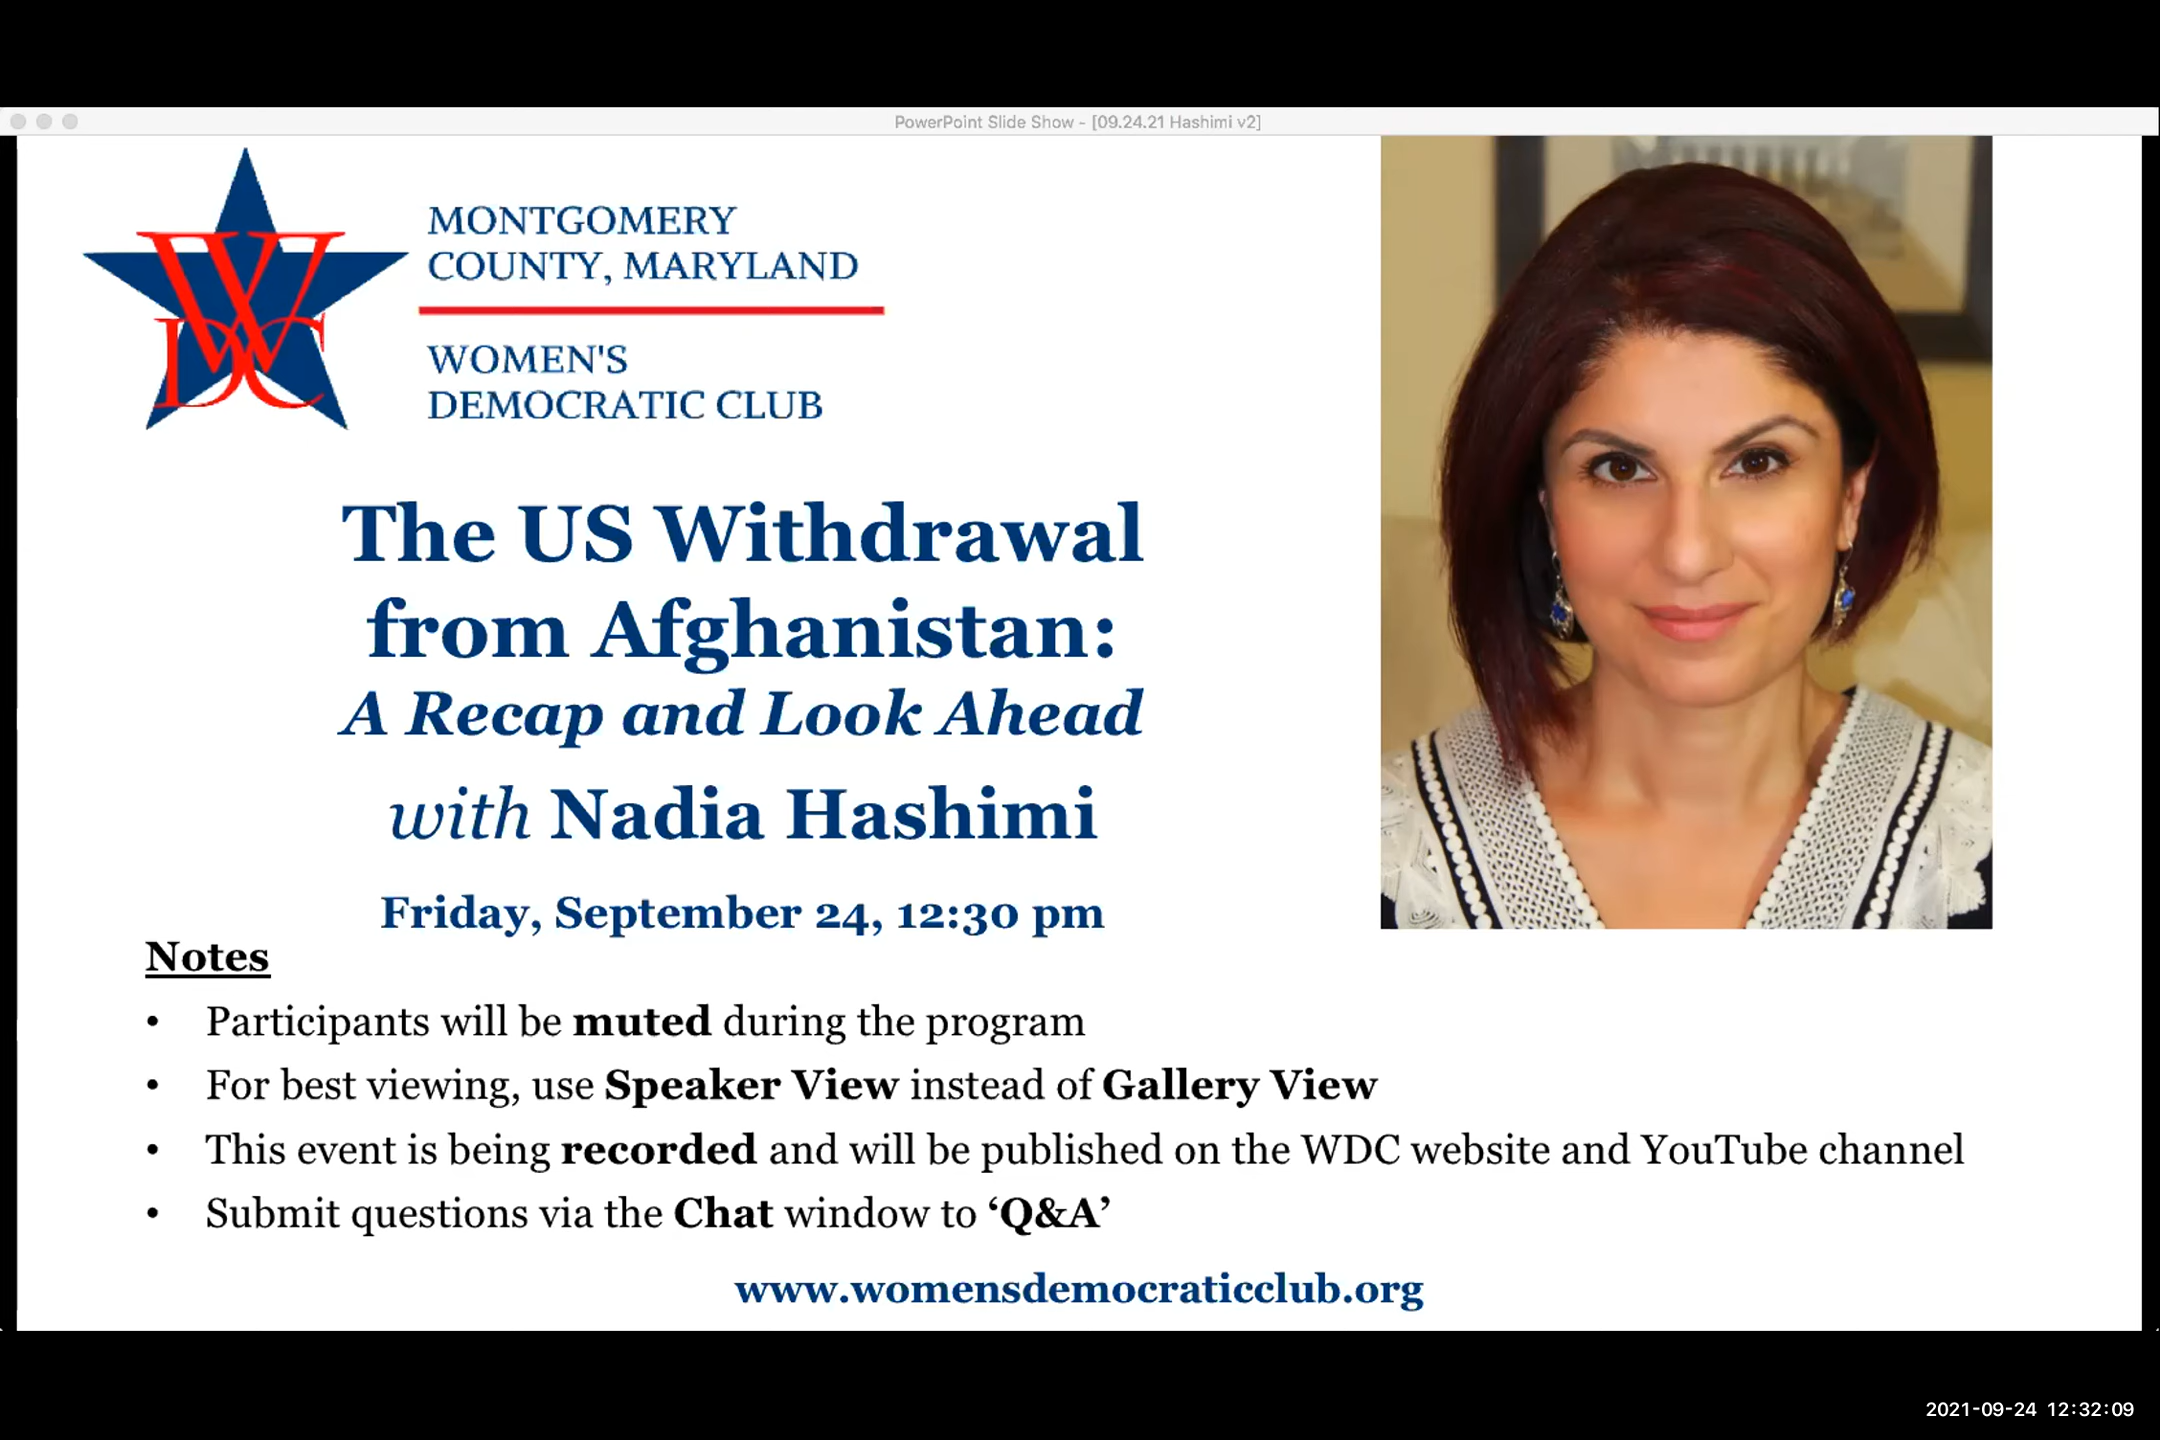 PowerPoint Slide Show - [09.24.21 Hashimi v2]
WDC
MONTGOMERY
COUNTY, MARYLAND
WOMEN'S
DEMOCRATIC CLUB
The US Withdrawal
from Afghanistan:
A Recap and Look Ahead
with Nadia Hashimi
Friday, September 24, 12:30 pm
Notes
• Participants will be muted during the program
• For best viewing, use Speaker View instead of Gallery View
• This event is being recorded and will be published on the WDC website and YouTube channel
• Submit questions via the Chat window to ‘Q&A’
www.womensdemocraticclub.org
2021-09-24 12:32:09